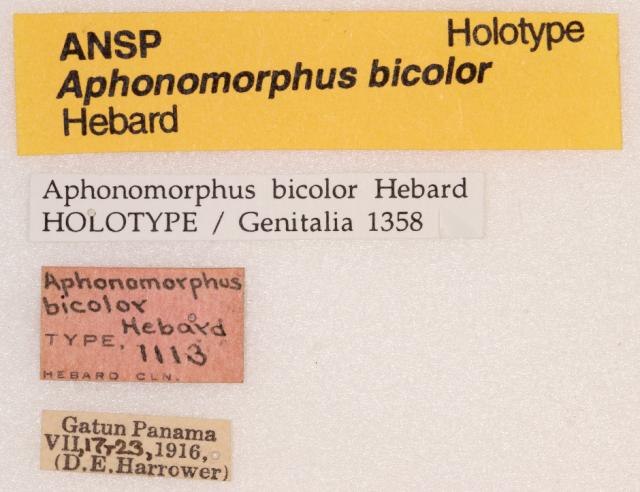 ANSP Holotype
Aphonomorphus bicolor
Hebard
Aphonomorphus bicolor Hebard
HOLOTYPE / Genitalia 1358
Aphonomorphus
bicolor
Hebard
TYPE. 1113
HEBARD CLN.
Gatun Panama
VII,17-23,1916,
(D.E.Harrower)